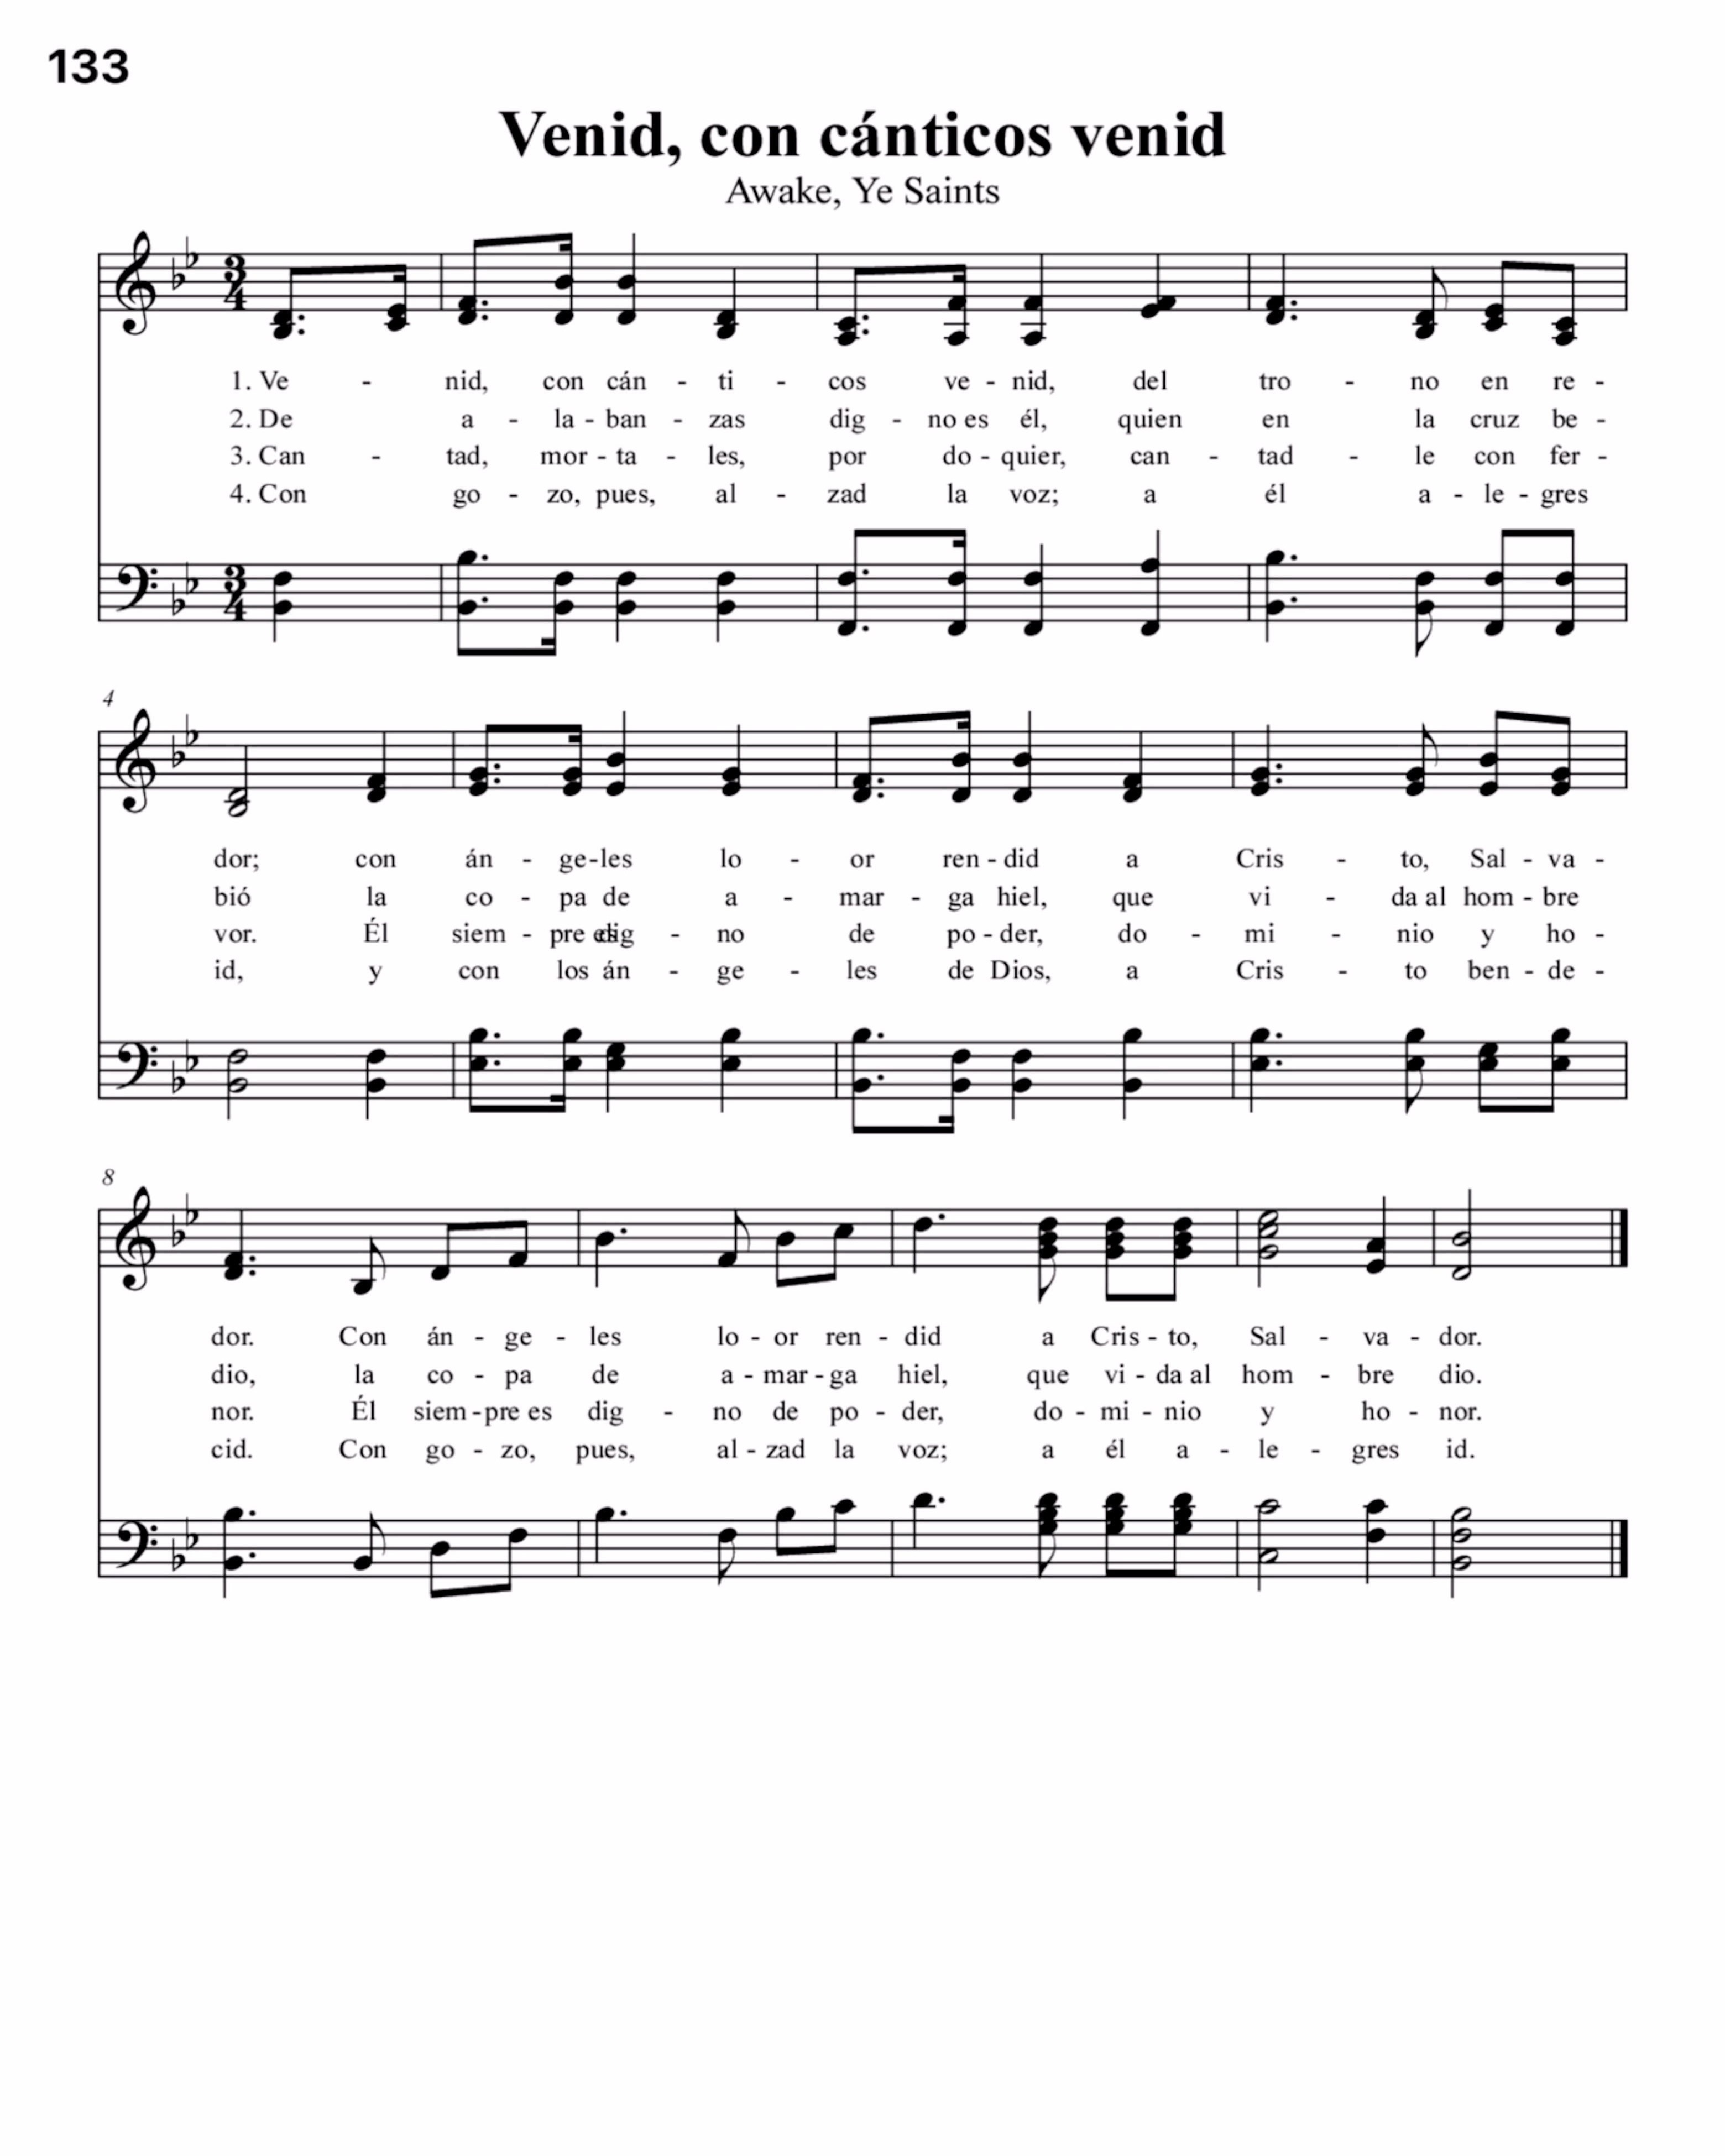 133
Venid, con cánticos venid
Awake, Ye Saints
1. Ve - nid, con cán - ti - cos ve - nid, del tro - no en re -
2. De a - la - ban - zas dig - no es él, quien en la cruz be -
3. Can - tad, mor - ta - les, por do - quier, can - tad - le con fer -
4. Con go - zo, pues, al - zad la voz; a él a - le - gres
4
dor; con án - ge - les lo - or ren - did a Cris - to, Sal - va -
bió la co - pa de a - mar - ga hiel, que vi - da al hom - bre
vor. Él siem - pre es dig - no de po - der, do - mi - nio y ho -
id, y con los án - ge - les de Dios, a Cris - to ben - de -
8
dor. Con án - ge - les lo - or ren - did a Cris - to, Sal - va - dor.
dio, la co - pa de a - mar - ga hiel, que vi - da al hom - bre dio.
nor. Él siem - pre es dig - no de po - der, do - mi - nio y ho - nor.
cid. Con go - zo, pues, al - zad la voz; a él a - le - gres id.